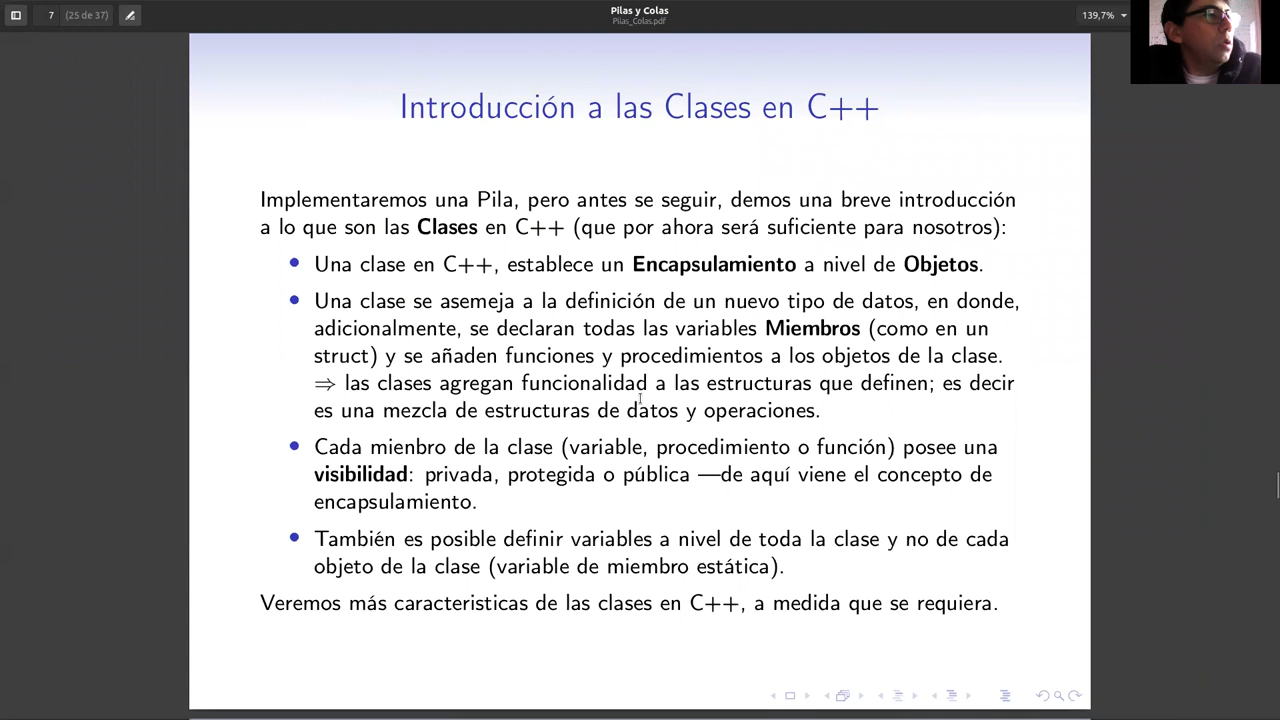 7
(25 de 37)
Pilas y Colas
Pilas_Colas.pdf
139,7%
Introducción a las Clases en C++
Implementaremos una Pila, pero antes se seguir, demos una breve introducción
a lo que son las Clases en C++ (que por ahora será suficiente para nosotros):
Una clase en C++, establece un Encapsulamiento a nivel de Objetos.
Una clase se asemeja a la definición de un nuevo tipo de datos, en donde,
adicionalmente, se declaran todas las variables Miembros (como en un
struct) y se añaden funciones y procedimientos a los objetos de la clase.
⇒ las clases agregan funcionalidad a las estructuras que definen; es decir
es una mezcla de estructuras de datos y operaciones.
Cada mienbro de la clase (variable, procedimiento o función) posee una
visibilidad: privada, protegida o pública —de aquí viene el concepto de
encapsulamiento.
También es posible definir variables a nivel de toda la clase y no de cada
objeto de la clase (variable de miembro estática).
Veremos más caracteristicas de las clases en C++, a medida que se requiera.